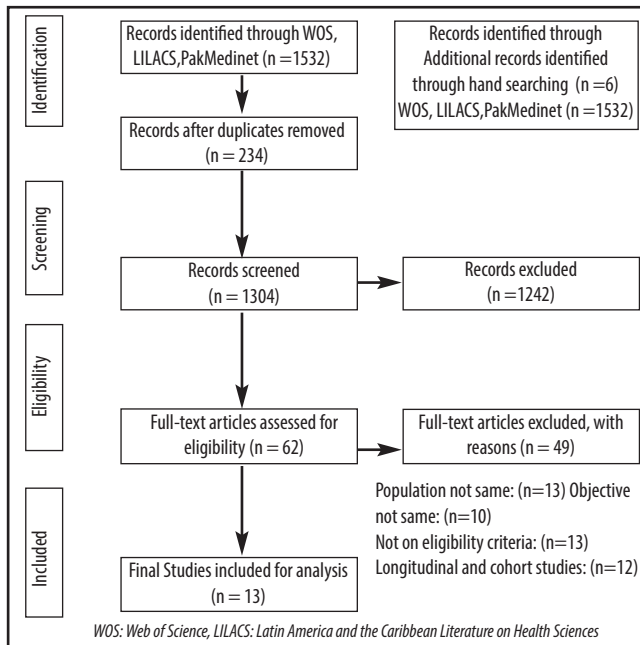 Identification
Records identified through WOS,
LILACS,PakMedinet (n =1532)
Records identified through
Additional records identified
through hand searching (n =6)
WOS, LILACS,PakMedinet (n =1532)
Records after duplicates removed
(n = 234)
Screening
Records screened
(n = 1304)
Records excluded
(n =1242)
Eligibility
Full-text articles assessed for
eligibility (n = 62)
Full-text articles excluded, with
reasons (n = 49)
Population not same: (n=13) Objective
not same: (n=10)
Not on eligibility criteria: (n=13)
Longitudinal and cohort studies: (n=12)
Included
Final Studies included for analysis
(n = 13)
WOS: Web of Science, LILACS: Latin America and the Caribbean Literature on Health Sciences